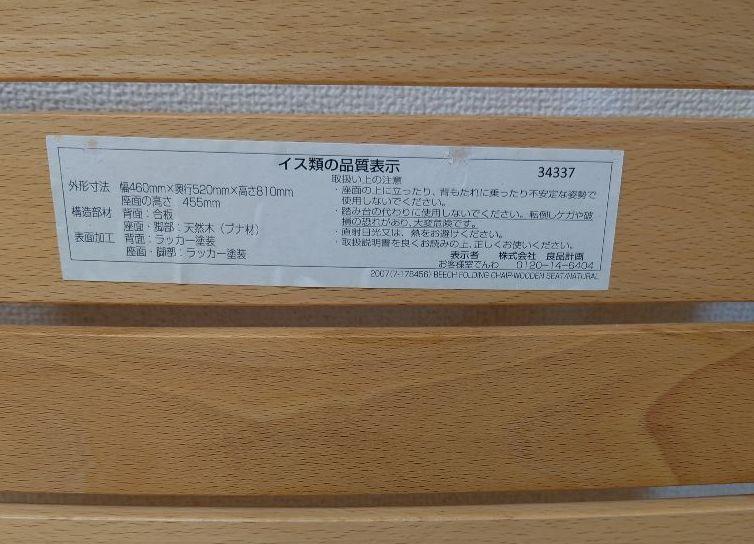 イス類の品質表示
34337
外形寸法 幅460mm×奥行520mm×高さ810mm
座面の高さ 455mm
構造部材 背面：合板
座面・脚部：天然木（ブナ材）
表面加工 背面：ラッカー塗装
座面・脚部：ラッカー塗装
取扱い上の注意
・座面の上に立ったり、背もたれに乗ったり不安定な姿勢で
使用しないでください。
・踏み台の代わりに使用しないでください。転倒しケガや破
損の恐れがあり、大変危険です。
・直射日光又は、熱をお避けください。
・取扱説明書を良くお読みの上、正しくお使いください。
表示者 株式会社 良品計画
お客様室でんわ 0120-14-6404
2007(7-178456) BEECH FOLDING CHAIR-WOODEN SEAT/NATURAL